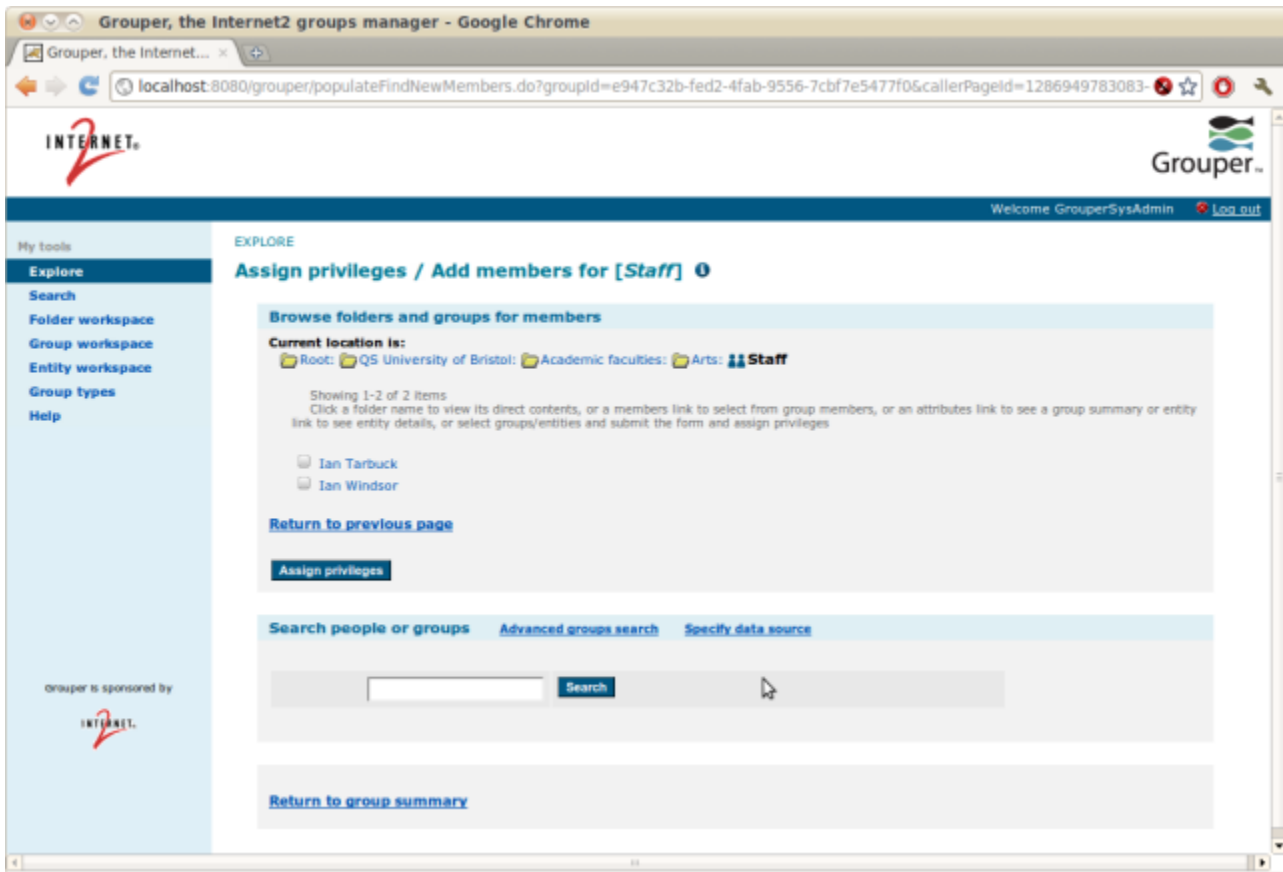 Grouper, the Internet2 groups manager - Google Chrome
Grouper, the Internet...
localhost:8080/grouper/populateFindNewMembers.do?groupId=e947c32b-fed2-4fab-9556-7cbf7e5477f0&callerPageId=1286949783083-
INTERNET®
2
Grouper™
Welcome GrouperSysAdmin Log out
My tools
Explore
Search
Folder workspace
Group workspace
Entity workspace
Group types
Help
Grouper is sponsored by
INTERNET®
2
EXPLORE
Assign privileges / Add members for [Staff]
Browse folders and groups for members
Current location is:
Root: QS University of Bristol: Academic faculties: Arts: Staff
Showing 1-2 of 2 items
Click a folder name to view its direct contents, or a members link to select from group members, or an attributes link to see a group summary or entity
link to see entity details, or select groups/entities and submit the form and assign privileges
Ian Tarbuck
Ian Windsor
Return to previous page
Assign privileges
Search people or groups Advanced groups search Specify data source
Search
Return to group summary